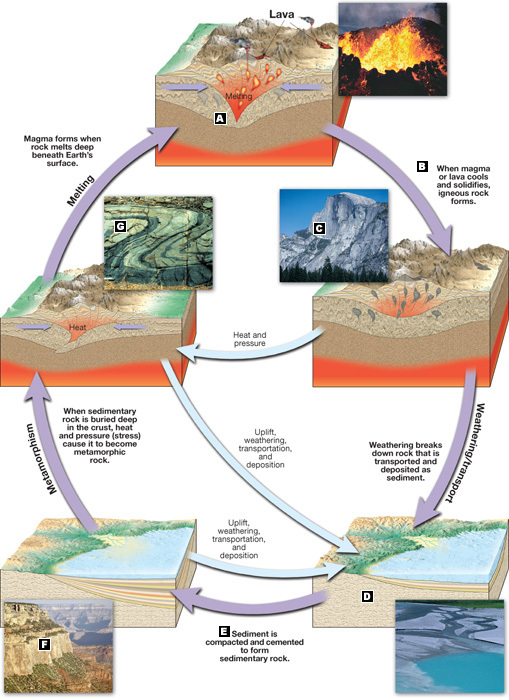 Lava
Melting
A
Magma forms when
rock melts deep
beneath Earth's
surface.
Melting
B
When magma
or lava cools
and solidifies,
igneous rock
forms.
G
C
Heat
Heat and
pressure
When sedimentary
rock is buried deep
in the crust, heat
and pressure (stress)
cause it to become
metamorphic
rock.
Metamorphism
Uplift,
weathering,
transportation,
and
deposition
Weathering breaks
down rock that is
transported and
deposited as
sediment.
Weathering/transport
Uplift,
weathering,
transportation,
and
deposition
D
E
Sediment is
compacted and cemented
to form
sedimentary rock.
F